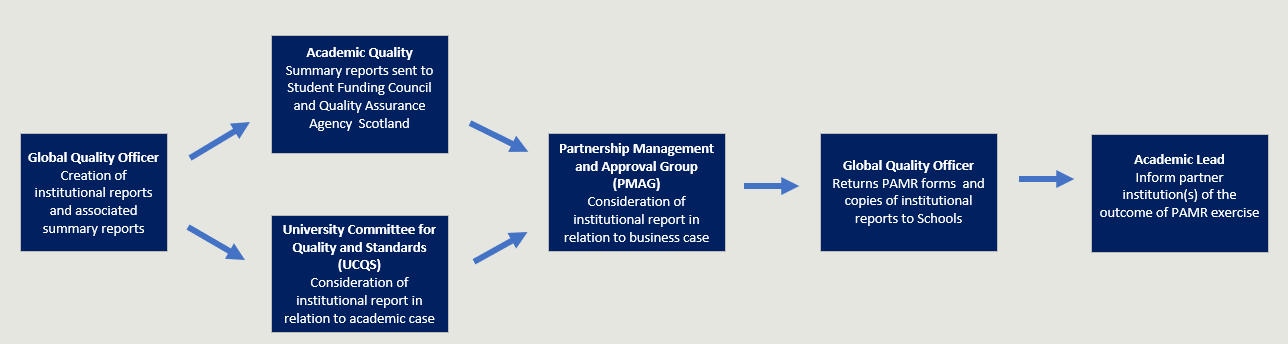 Global Quality Officer
Creation of
institutional reports
and associated
summary reports
Academic Quality
Summary reports sent to
Student Funding Council
and Quality Assurance
Agency Scotland
University Committee for
Quality and Standards
(UCQS)
Consideration of
institutional report in
relation to academic case
Partnership Management
and Approval Group
(PMAG)
Consideration of
institutional report in
relation to business case
Global Quality Officer
Returns PAMR forms and
copies of institutional
reports to Schools
Academic Lead
Inform partner
institution(s) of the
outcome of PAMR exercise